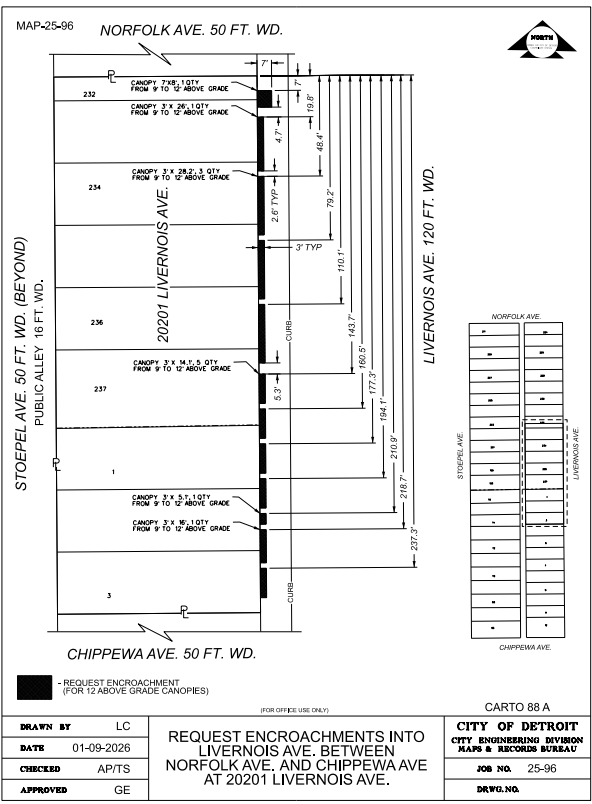 MAP-25-96
NORFOLK AVE. 50 FT. WD.
NORTH
7'
7'
CANOPY 7'X8', 1 QTY
FROM 9' TO 12' ABOVE GRADE
232
CANOPY 3' X 26', 1 QTY
FROM 9' TO 12' ABOVE GRADE
19.8'
4.7'
48.4'
CANOPY 3' X 28.2', 3 QTY
FROM 9' TO 12' ABOVE GRADE
234
2.6' TYP
79.2'
3' TYP
110.1'
20201 LIVERNOIS AVE.
LIVERNOIS AVE. 120 FT. WD.
STOEPEL AVE. 50 FT. WD. (BEYOND)
PUBLIC ALLEY 16 FT. WD.
236
CURB
143.7'
160.5'
177.3'
194.1'
210.9'
218.7'
237.3'
CANOPY 3' X 14.1', 5 QTY
FROM 9' TO 12' ABOVE GRADE
237
5.3'
1
CANOPY 3' X 5.1', 1 QTY
FROM 9' TO 12' ABOVE GRADE
CANOPY 3' X 16', 1 QTY
FROM 9' TO 12' ABOVE GRADE
3
CURB
CHIPPEWA AVE. 50 FT. WD.
NORFOLK AVE.
STOEPEL AVE.
LIVERNOIS AVE.
CHIPPEWA AVE.
- REQUEST ENCROACHMENT
(FOR 12 ABOVE GRADE CANOPIES)
(FOR OFFICE USE ONLY)
CARTO 88 A
DRAWN BY LC
DATE 01-09-2026
CHECKED AP/TS
APPROVED GE
REQUEST ENCROACHMENTS INTO
LIVERNOIS AVE. BETWEEN
NORFOLK AVE. AND CHIPPEWA AVE
AT 20201 LIVERNOIS AVE.
CITY OF DETROIT
CITY ENGINEERING DIVISION
MAPS & RECORDS BUREAU
JOB NO. 25-96
DRWG. NO.